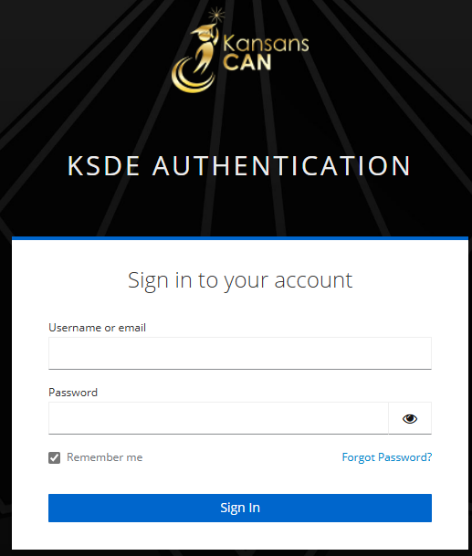 Kansans
CAN
KSDE AUTHENTICATION
Sign in to your account
Username or email
Password
Remember me
Forgot Password?
Sign In